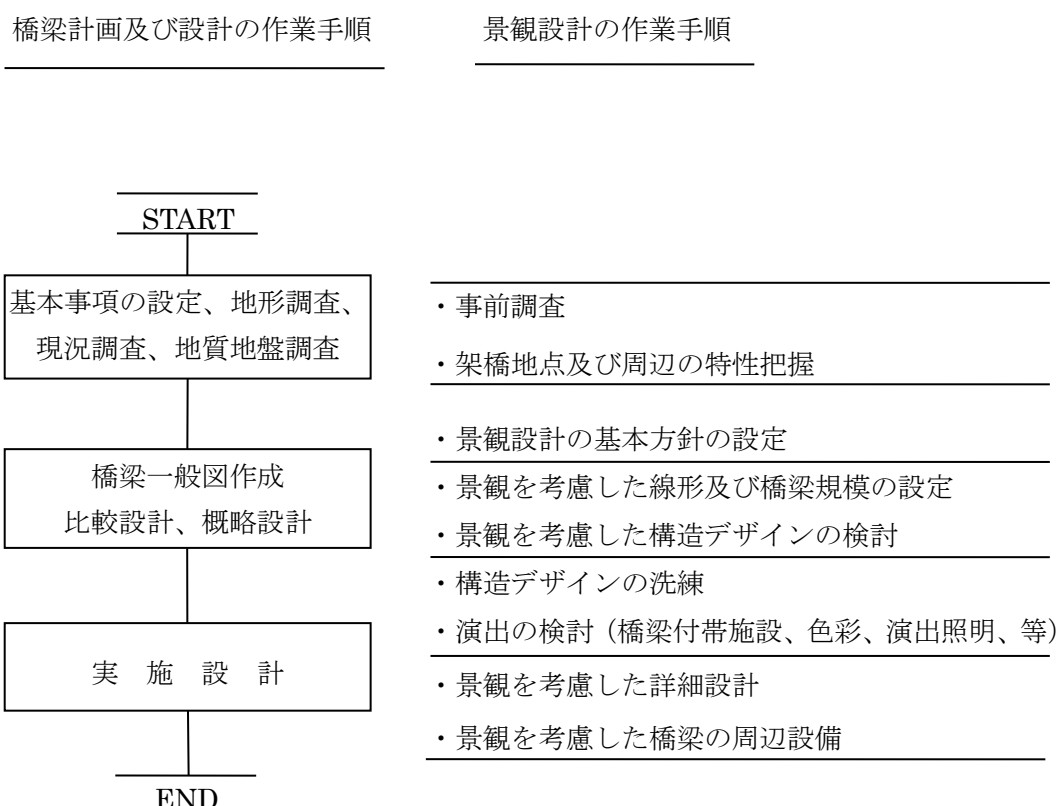 橋梁計画及び設計の作業手順
景観設計の作業手順
START
基本事項の設定、地形調査、
現況調査、地質地盤調査
・事前調査
・架橋地点及び周辺の特性把握
・景観設計の基本方針の設定
橋梁一般図作成
比較設計、概略設計
・景観を考慮した線形及び橋梁規模の設定
・景観を考慮した構造デザインの検討
・構造デザインの洗練
・演出の検討（橋梁付帯施設、色彩、演出照明、等）
実 施 設 計
・景観を考慮した詳細設計
・景観を考慮した橋梁の周辺設備
END